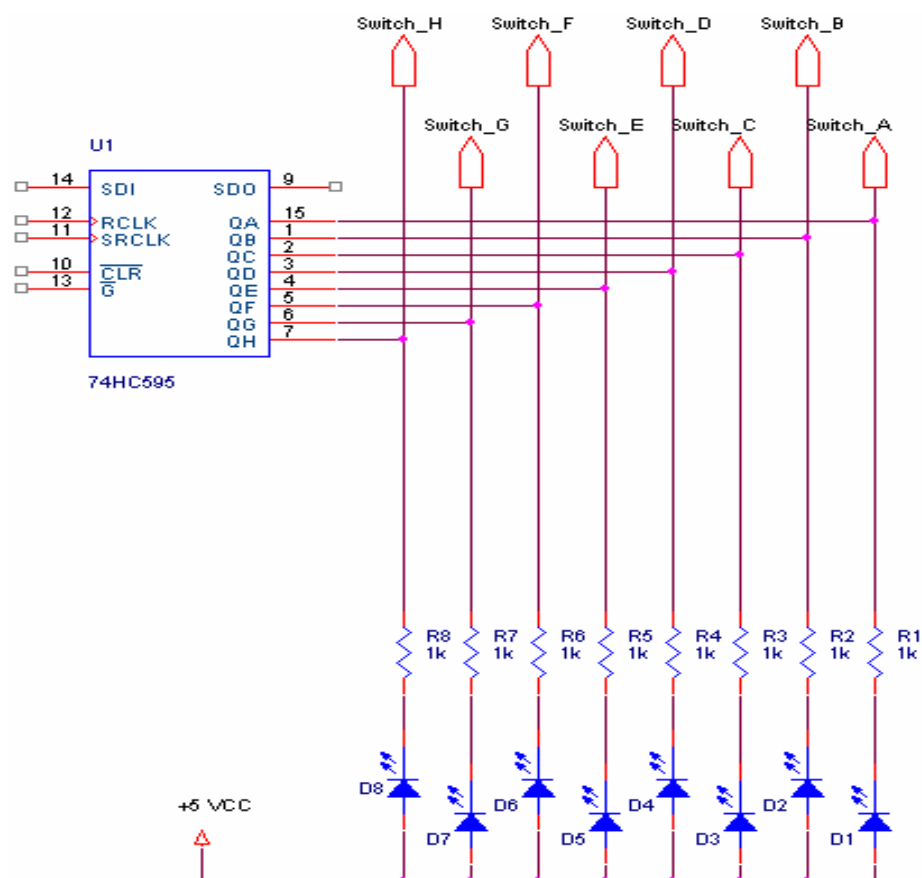 Switch_H Switch_F Switch_D Switch_B
Switch_G Switch_E Switch_C Switch_A
U1
14 SDI SDO 9
12 RCLK QA 15
11 SRCLK QB 1
QC 2
10 CLR QD 3
13 G QE 4
QF 5
QG 6
QH 7
74HC595
R8 R7 R6 R5 R4 R3 R2 R1
1k 1k 1k 1k 1k 1k 1k 1k
D8 D6 D4 D2
+5 VCC
D7 D5 D3 D1